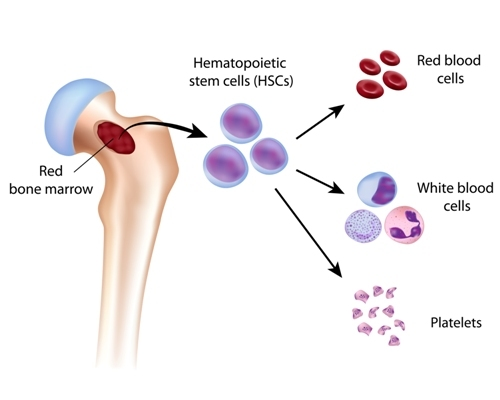 Hematopoietic
stem cells (HSCs)
Red blood
cells
Red
bone marrow
White blood
cells
Platelets